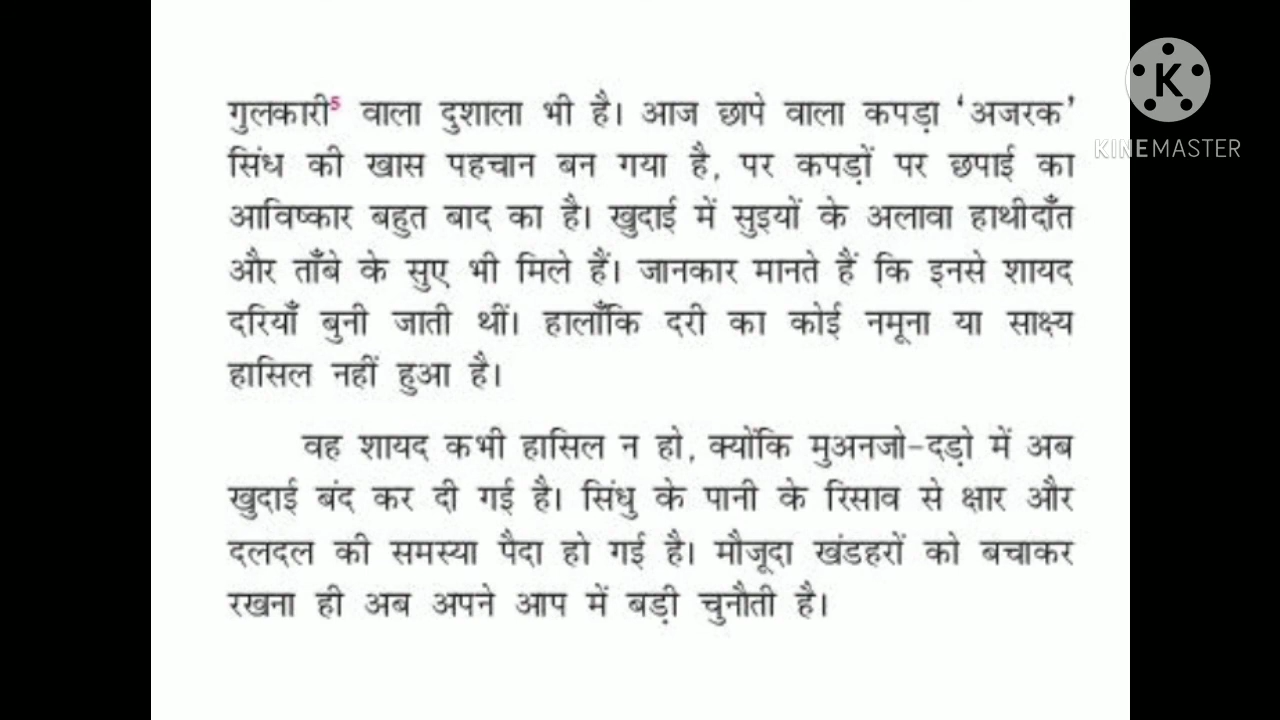 गुलकारी⁵ वाला दुशाला भी है। आज छापे वाला कपड़ा ‘अजरक’
सिंध की खास पहचान बन गया है, पर कपड़ों पर छपाई का
आविष्कार बहुत बाद का है। खुदाई में सुइयों के अलावा हाथीदाँत
और ताँबे के सुए भी मिले हैं। जानकार मानते हैं कि इनसे शायद
दरियाँ बुनी जाती थीं। हालाँकि दरी का कोई नमूना या साक्ष्य
हासिल नहीं हुआ है।
वह शायद कभी हासिल न हो, क्योंकि मुअनजो-दड़ो में अब
खुदाई बंद कर दी गई है। सिंधु के पानी के रिसाव से क्षार और
दलदल की समस्या पैदा हो गई है। मौजूदा खंडहरों को बचाकर
रखना ही अब अपने आप में बड़ी चुनौती है।
K
KINEMASTER